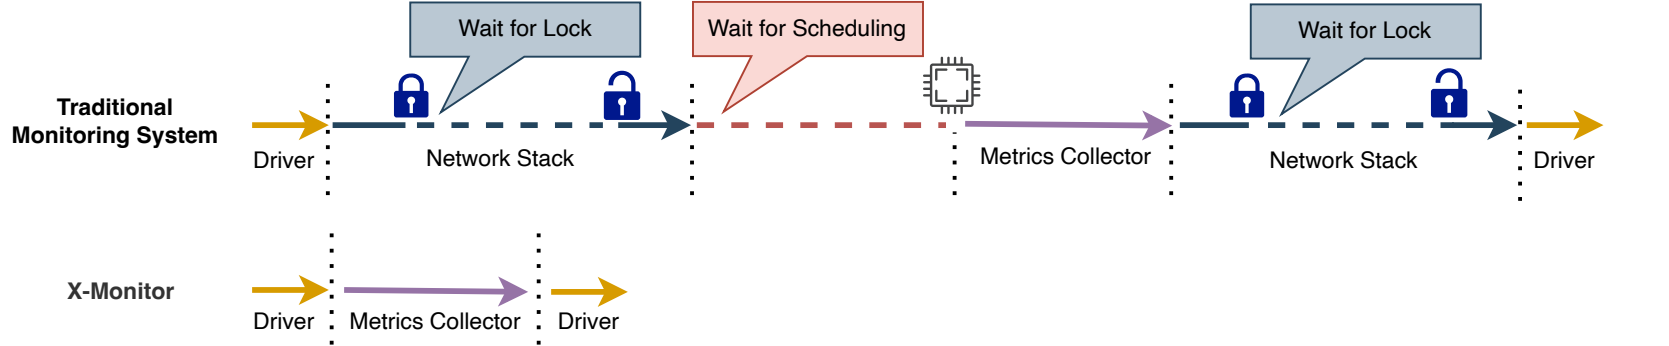 Wait for Lock
Wait for Scheduling
Wait for Lock
Traditional
Monitoring System
Driver
Network Stack
Metrics Collector
Network Stack
Driver
X-Monitor
Driver
Metrics Collector
Driver